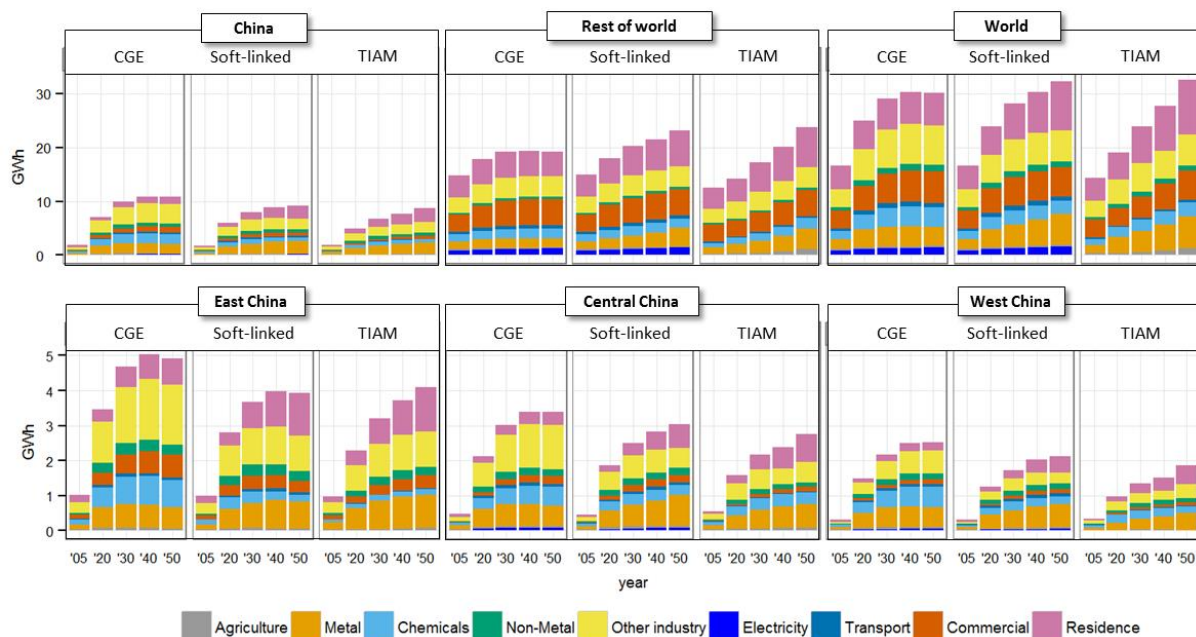 China Rest of world World
CGE Soft-linked TIAM CGE Soft-linked TIAM CGE Soft-linked TIAM
30
20
GWh
10
0
East China Central China West China
CGE Soft-linked TIAM CGE Soft-linked TIAM CGE Soft-linked TIAM
5
4
3
GWh
2
1
0
'05 '20 '30 '40 '50 '05 '20 '30 '40 '50 '05 '20 '30 '40 '50 '05 '20 '30 '40 '50 '05 '20 '30 '40 '50 '05 '20 '30 '40 '50 '05 '20 '30 '40 '50 '05 '20 '30 '40 '50 '05 '20 '30 '40 '50
year
Agriculture Metal Chemicals Non-Metal Other industry Electricity Transport Commercial Residence